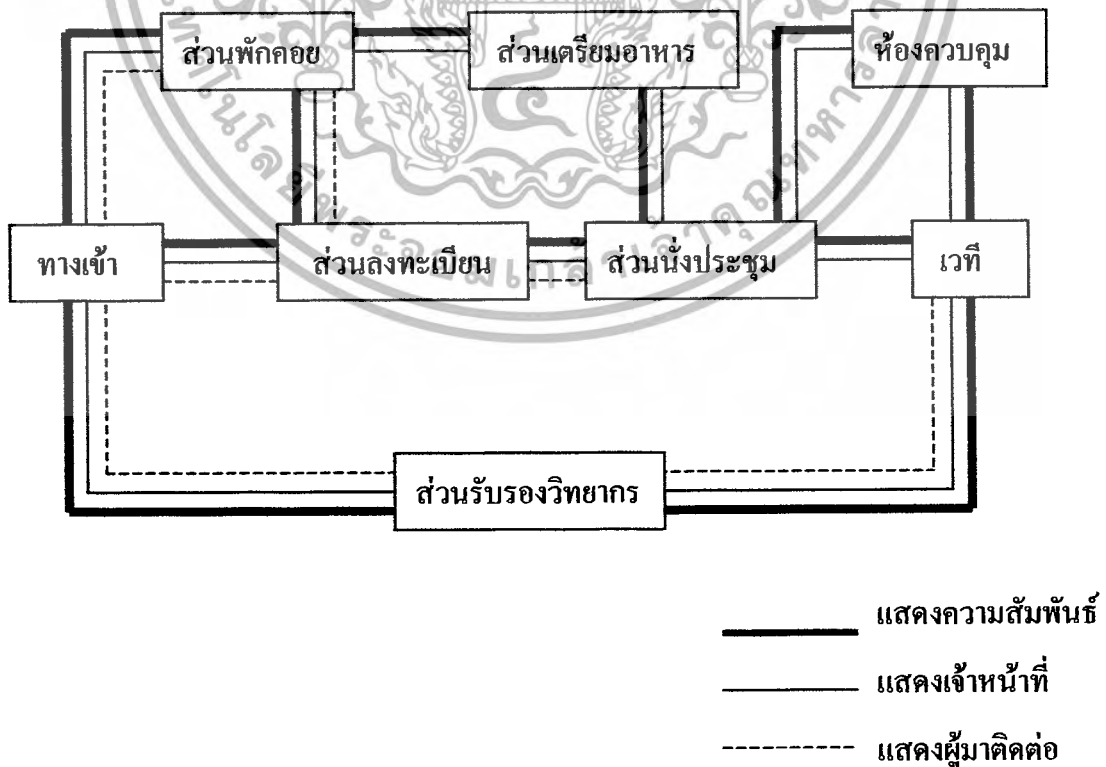 ส่วนพักคอย
ส่วนเตรียมอาหาร
ห้องควบคุม
ทางเข้า
ส่วนลงทะเบียน
ส่วนนั่งประชุม
เวที
ส่วนรับรองวิทยากร
แสดงความสัมพันธ์
แสดงเจ้าหน้าที่
แสดงผู้มาติดต่อ